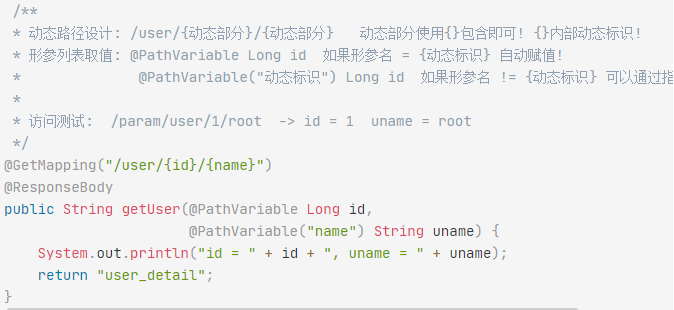 /**
 * 动态路径设计: /user/{动态部分}/{动态部分}   动态部分使用{}包含即可! {}内部动态标识!
 * 形参列表取值: @PathVariable Long id  如果形参名 = {动态标识} 自动赋值!
 *              @PathVariable("动态标识") Long id  如果形参名 != {动态标识} 可以通过指
 *
 * 访问测试:  /param/user/1/root  -> id = 1  uname = root
 */
@GetMapping("/user/{id}/{name}")
@ResponseBody
public String getUser(@PathVariable Long id,
                      @PathVariable("name") String uname) {
    System.out.println("id = " + id + ", uname = " + uname);
    return "user_detail";
}